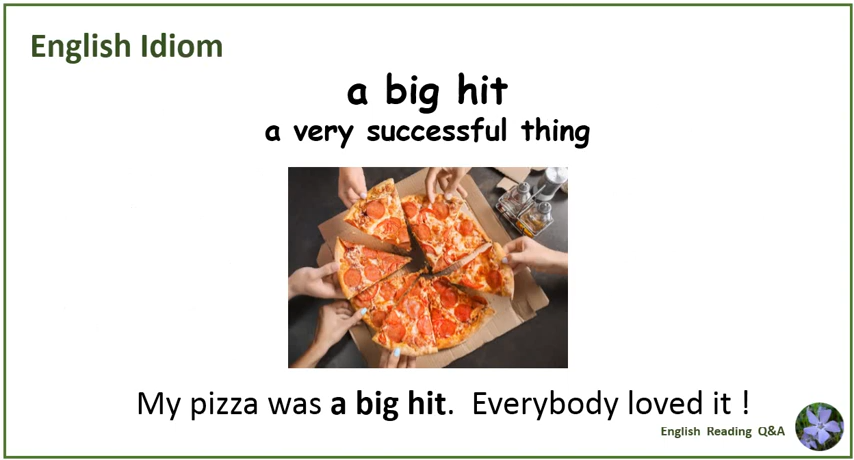 English Idiom
a big hit
a very successful thing
My pizza was a big hit.  Everybody loved it !
English Reading Q&A